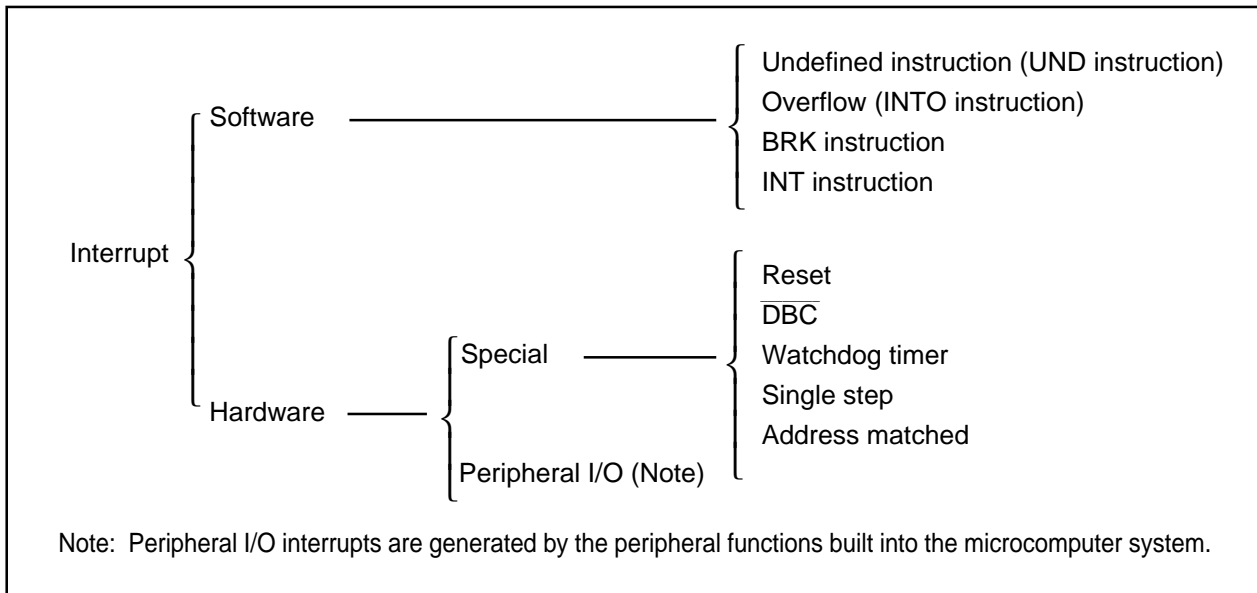 Interrupt
Software
Undefined instruction (UND instruction)
Overflow (INTO instruction)
BRK instruction
INT instruction
Hardware
Special
Reset
D̅B̅C̅
Watchdog timer
Single step
Address matched
Peripheral I/O (Note)
Note: Peripheral I/O interrupts are generated by the peripheral functions built into the microcomputer system.